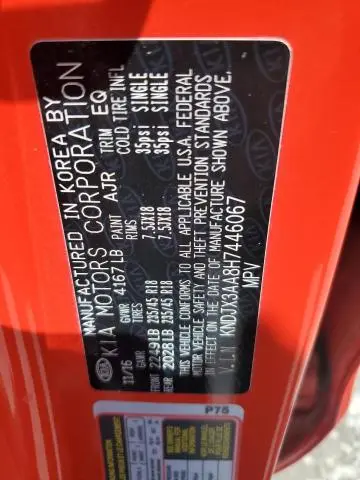 MANUFACTURED IN KOREA BY
KIA KIA MOTORS CORPORATION
11/16 GVWR 4167LB PAINT AJR TRIM EQ
GAWR TIRES RIMS COLD TIRE INFL
FRONT 2249LB 235/45 R18 7.5JX18 35psi SINGLE
REAR 2028LB 235/45 R18 7.5JX18 35psi SINGLE
THIS VEHICLE CONFORMS TO ALL APPLICABLE U.S.A. FEDERAL
MOTOR VEHICLE SAFETY AND THEFT PREVENTION STANDARDS
IN EFFECT ON THE DATE OF MANUFACTURE SHOWN ABOVE.
V.I.N: KNDJX3AA8H7446067
MPV
P75